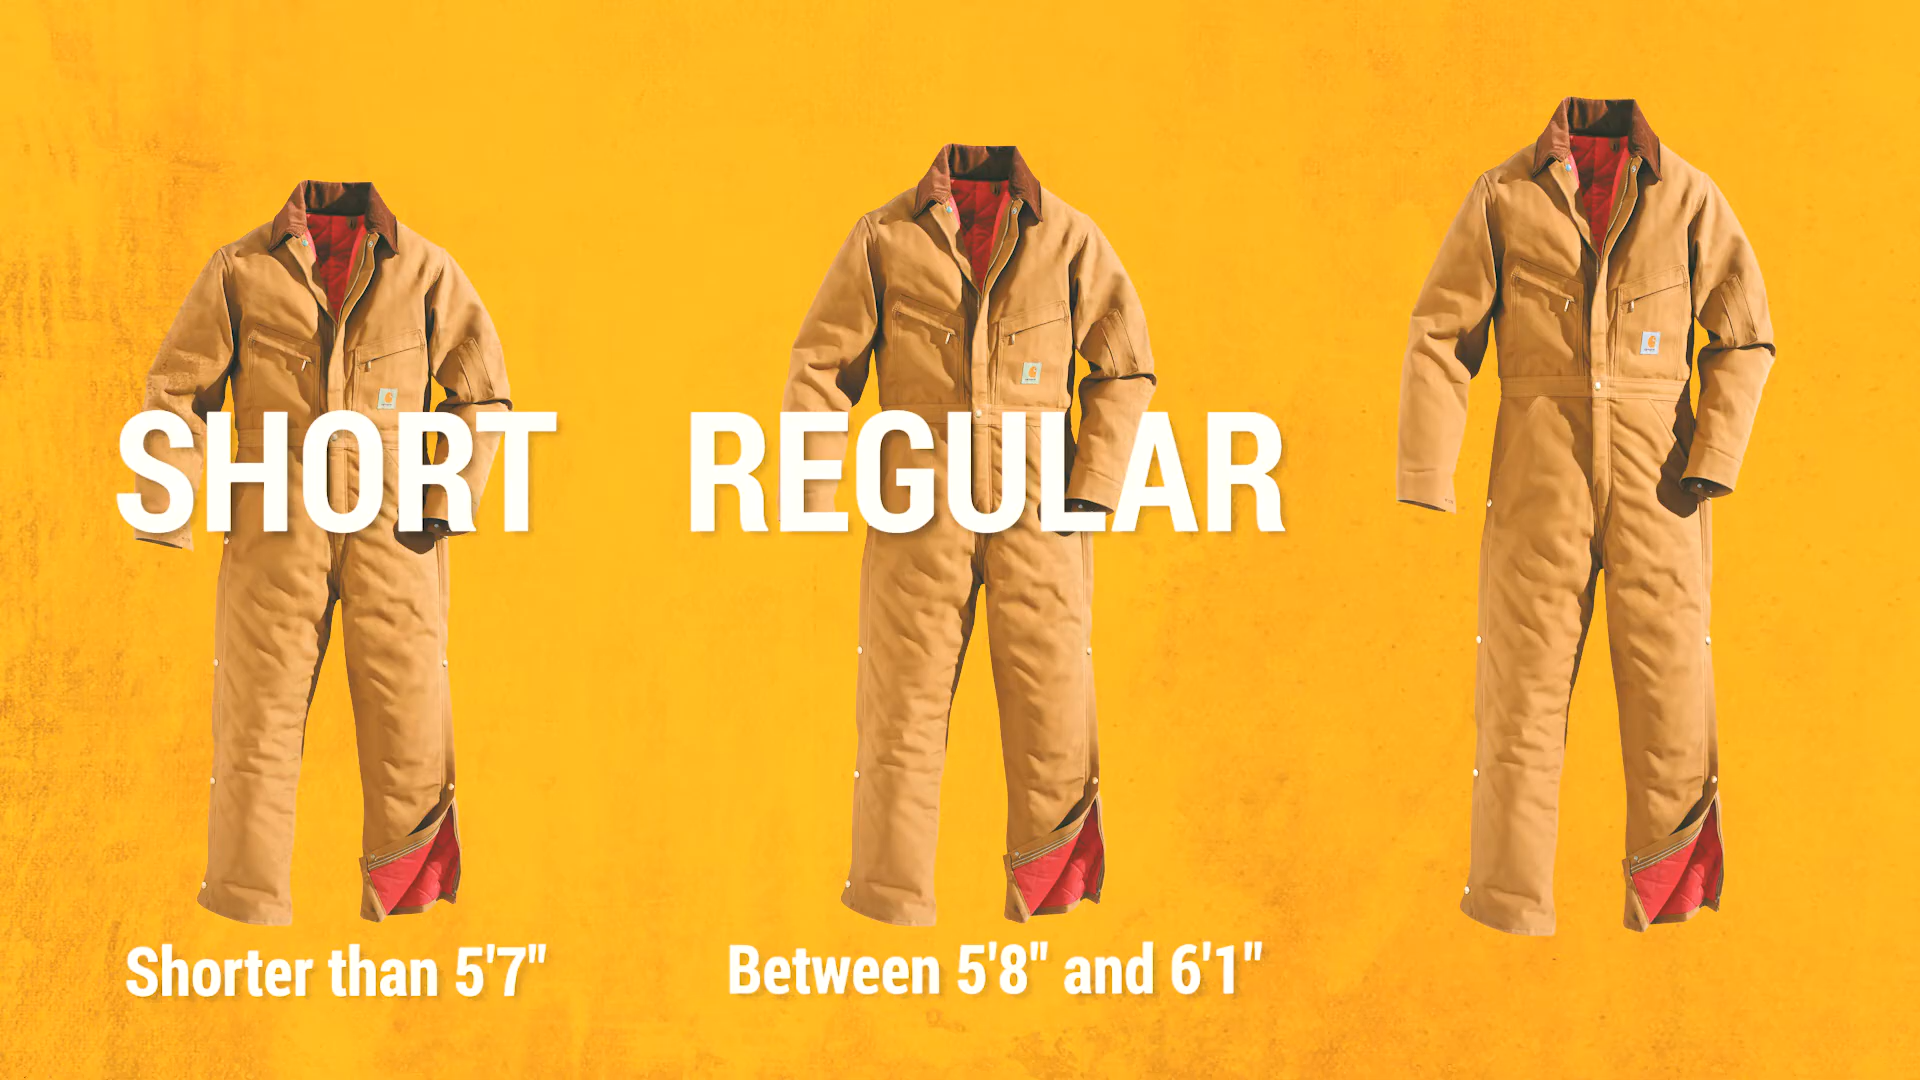 SHORT
REGULAR
Shorter than 5'7"
Between 5'8" and 6'1"